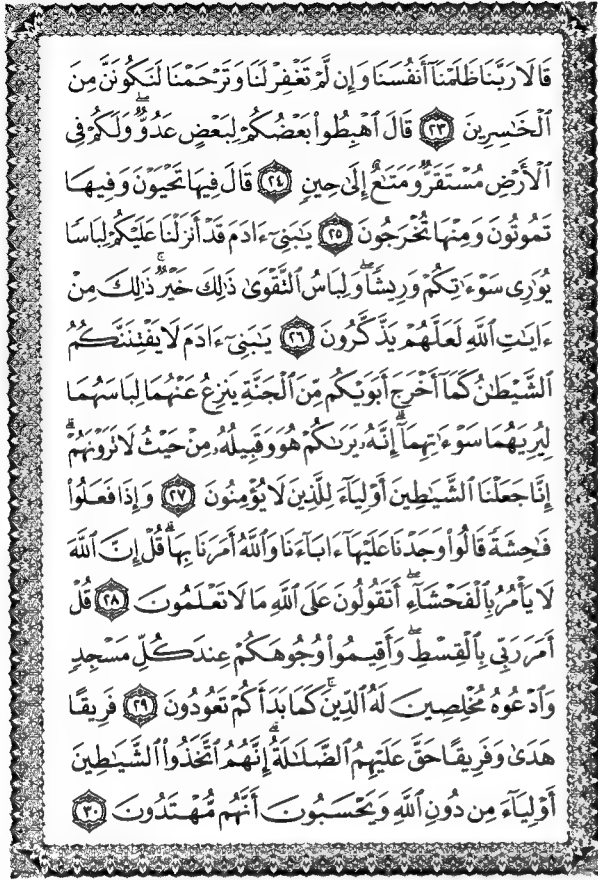 قَالَا رَبَّنَا ظَلَمْنَآ أَنفُسَنَا وَإِن لَّمْ تَغْفِرْ لَنَا وَتَرْحَمْنَا لَنَكُونَنَّ مِنَ
ٱلْخَٰسِرِينَ ٢٣ قَالَ ٱهْبِطُوا۟ بَعْضُكُمْ لِبَعْضٍ عَدُوٌّۖ وَلَكُمْ فِى
ٱلْأَرْضِ مُسْتَقَرٌّ وَمَتَٰعٌ إِلَىٰ حِينٍ ٢٤ قَالَ فِيهَا تَحْيَوْنَ وَفِيهَا
تَمُوتُونَ وَمِنْهَا تُخْرَجُونَ ٢٥ يَٰبَنِىٓ ءَادَمَ قَدْ أَنزَلْنَا عَلَيْكُمْ لِبَاسًا
يُوَٰرِى سَوْءَٰتِكُمْ وَرِيشًاۖ وَلِبَاسُ ٱلتَّقْوَىٰ ذَٰلِكَ خَيْرٌۚ ذَٰلِكَ مِنْ
ءَايَٰتِ ٱللَّهِ لَعَلَّهُمْ يَذَّكَّرُونَ ٢٦ يَٰبَنِىٓ ءَادَمَ لَا يَفْتِنَنَّكُمُ
ٱلشَّيْطَٰنُ كَمَآ أَخْرَجَ أَبَوَيْكُم مِّنَ ٱلْجَنَّةِ يَنزِعُ عَنْهُمَا لِبَاسَهُمَا
لِيُرِيَهُمَا سَوْءَٰتِهِمَآۗ إِنَّهُۥ يَرَىٰكُمْ هُوَ وَقَبِيلُهُۥ مِنْ حَيْثُ لَا تَرَوْنَهُمْۗ
إِنَّا جَعَلْنَا ٱلشَّيَٰطِينَ أَوْلِيَآءَ لِلَّذِينَ لَا يُؤْمِنُونَ ٢٧ وَإِذَا فَعَلُوا۟
فَٰحِشَةً قَالُوا۟ وَجَدْنَا عَلَيْهَآ ءَابَآءَنَا وَٱللَّهُ أَمَرَنَا بِهَاۗ قُلْ إِنَّ ٱللَّهَ
لَا يَأْمُرُ بِٱلْفَحْشَآءِۖ أَتَقُولُونَ عَلَى ٱللَّهِ مَا لَا تَعْلَمُونَ ٢٨ قُلْ
أَمَرَ رَبِّى بِٱلْقِسْطِۖ وَأَقِيمُوا۟ وُجُوهَكُمْ عِندَ كُلِّ مَسْجِدٍ
وَٱدْعُوهُ مُخْلِصِينَ لَهُ ٱلدِّينَۚ كَمَا بَدَأَكُمْ تَعُودُونَ ٢٩ فَرِيقًا
هَدَىٰ وَفَرِيقًا حَقَّ عَلَيْهِمُ ٱلضَّلَٰلَةُۗ إِنَّهُمُ ٱتَّخَذُوا۟ ٱلشَّيَٰطِينَ
أَوْلِيَآءَ مِن دُونِ ٱللَّهِ وَيَحْسَبُونَ أَنَّهُم مُّهْتَدُونَ ٣٠